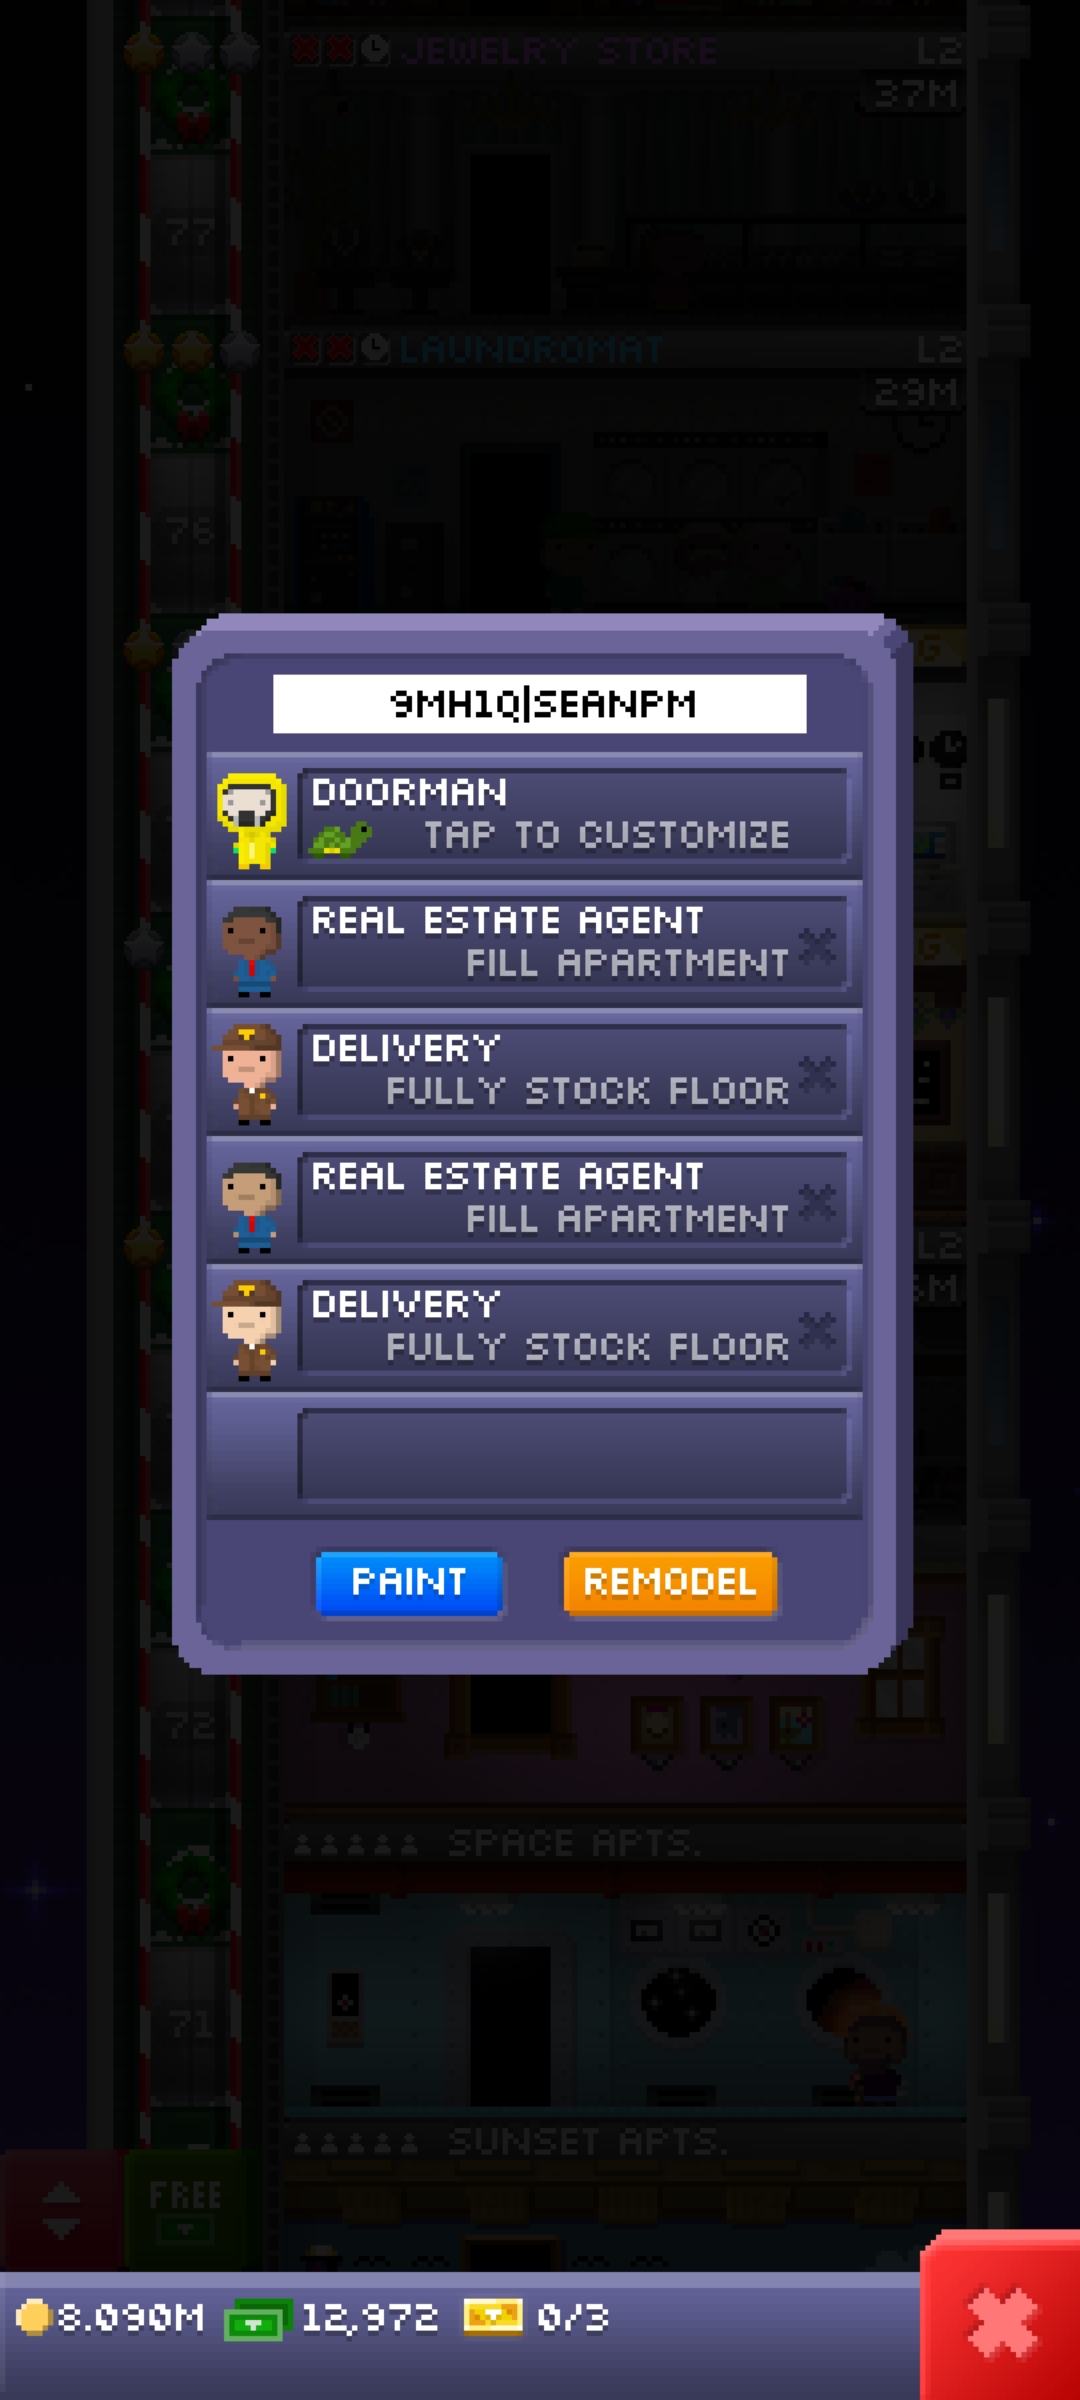 JEWELRY STORE L2
37M
77
LAUNDROMAT L2
29M
76
G
9MH1Q|SEANPM
DOORMAN
TAP TO CUSTOMIZE
REAL ESTATE AGENT
FILL APARTMENT
G
DELIVERY
FULLY STOCK FLOOR
REAL ESTATE AGENT
FILL APARTMENT
L2
DELIVERY
FULLY STOCK FLOOR
PAINT REMODEL
72
SPACE APTS.
71
SUNSET APTS.
FREE
8.090M 12,972 0/3